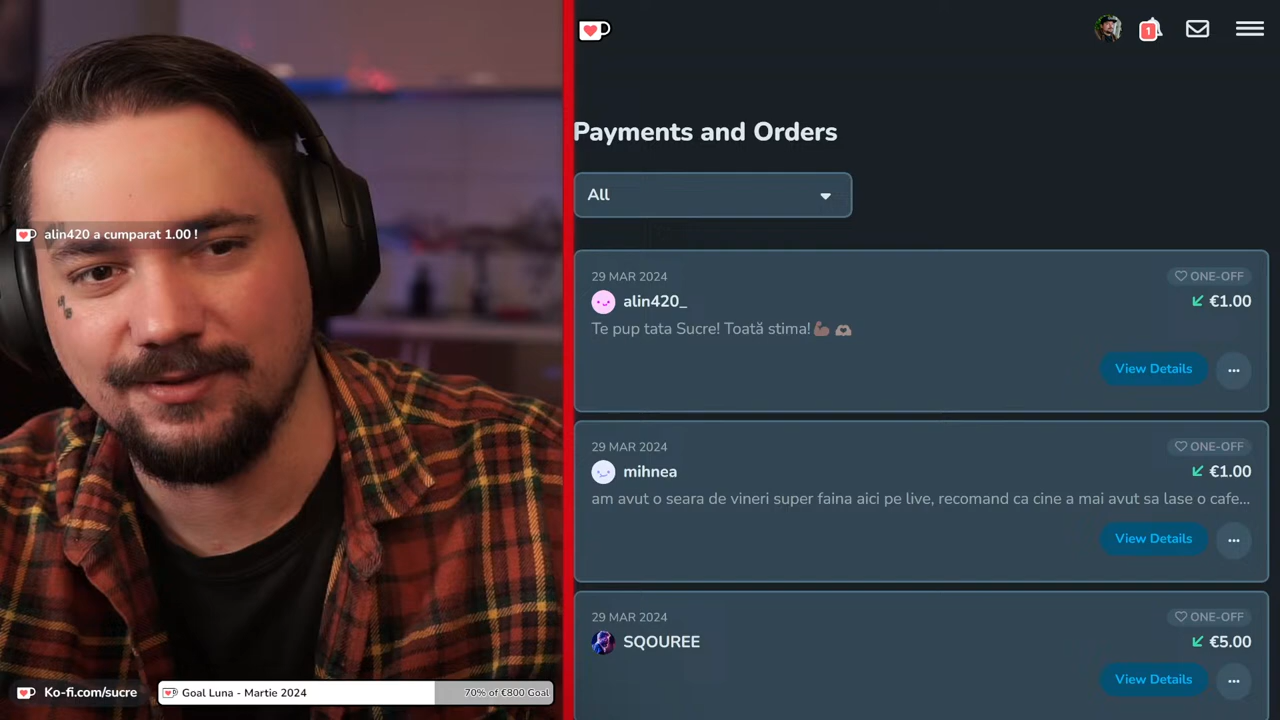 alin420 a cumparat 1.00 !
Ko-fi.com/sucre
Goal Luna - Martie 2024
70% of €800 Goal
1
Payments and Orders
All
29 MAR 2024
ONE-OFF
alin420_
€1.00
Te pup tata Sucre! Toată stima!💪🏾 🫶🏾
View Details
...
29 MAR 2024
ONE-OFF
mihnea
€1.00
am avut o seara de vineri super faina aici pe live, recomand ca cine a mai avut sa lase o cafe...
View Details
...
29 MAR 2024
ONE-OFF
SQOUREE
€5.00
View Details
...